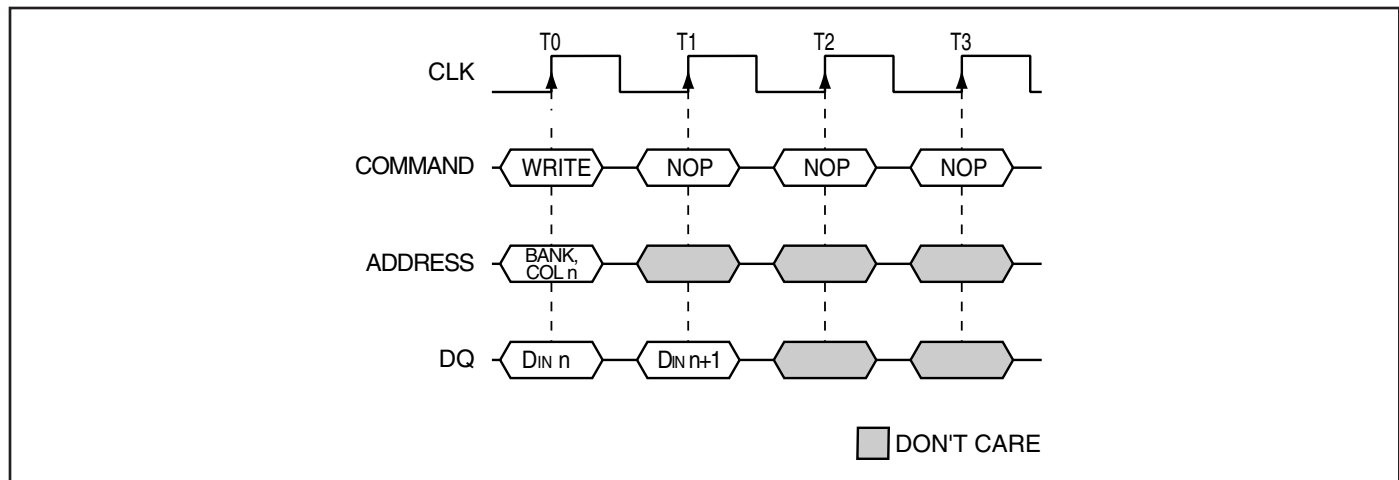 T0 T1 T2 T3
CLK
COMMAND WRITE NOP NOP NOP
ADDRESS BANK,
COL n
DQ DIN n DIN n+1
DON'T CARE